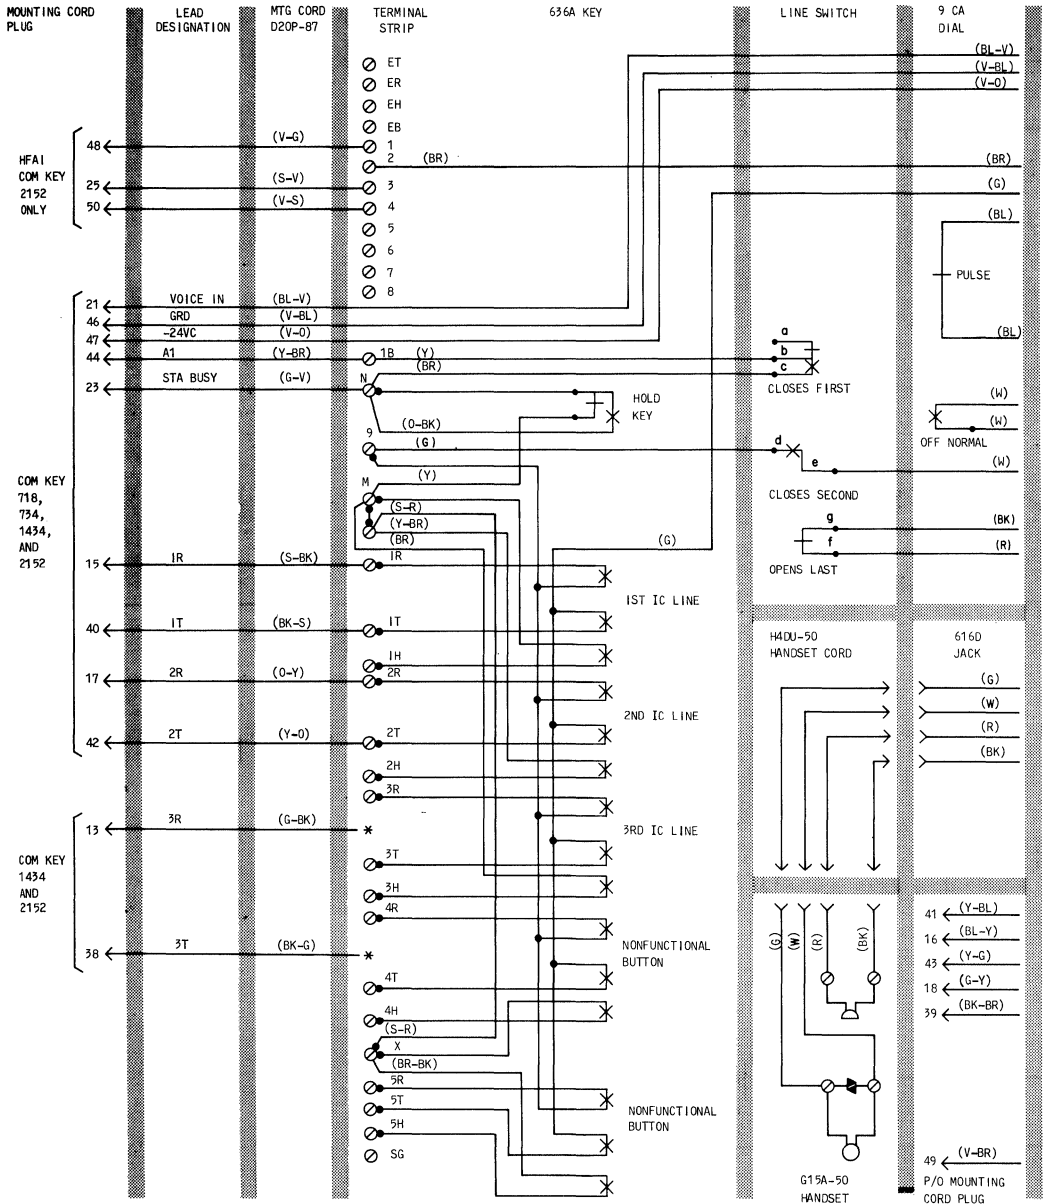 MOUNTING CORD PLUG
LEAD DESIGNATION
MTG CORD D20P-87
TERMINAL STRIP
636A KEY
LINE SWITCH
9 CA DIAL
ET
(BL-V)
(V-BL)
ER
(V-O)
EH
EB
48
(V-G)
1
2
(BR)
(BR)
HFAI
COM KEY
2152
ONLY
25
(S-V)
3
(G)
50
(V-S)
4
(BL)
5
6
7
PULSE
8
21
VOICE IN
(BL-V)
46
GRD
(V-BL)
47
-24VC
(V-O)
a
(BL)
44
A1
(Y-BR)
1B
(Y)
b
(BR)
c
CLOSES FIRST
23
STA BUSY
(G-V)
N
HOLD
KEY
(W)
(O-BK)
(W)
OFF NORMAL
9
(G)
d
e
(W)
COM KEY
718,
734,
1434,
AND
2152
(Y)
M
CLOSES SECOND
(S-R)
(Y-BR)
(BR)
g
(BK)
(G)
f
(R)
OPENS LAST
15
1R
(S-BK)
1R
1ST IC LINE
40
1T
(BK-S)
1T
H4DU-50
HANDSET CORD
616D
JACK
1H
17
2R
(O-Y)
2R
(G)
(W)
2ND IC LINE
(R)
42
2T
(Y-O)
2T
(BK)
2H
3R
13
3R
(G-BK)
*
3RD IC LINE
COM KEY
1434
AND
2152
3T
3H
4R
41
(Y-BL)
(G)
(W)
(R)
(BK)
16
(BL-Y)
NONFUNCTIONAL
BUTTON
38
3T
(BK-G)
*
43
(Y-G)
4T
18
(G-Y)
39
(BK-BR)
4H
(S-R)
X
(BR-BK)
5R
5T
NONFUNCTIONAL
BUTTON
5H
SG
49
(V-BR)
G15A-50
HANDSET
P/O MOUNTING
CORD PLUG